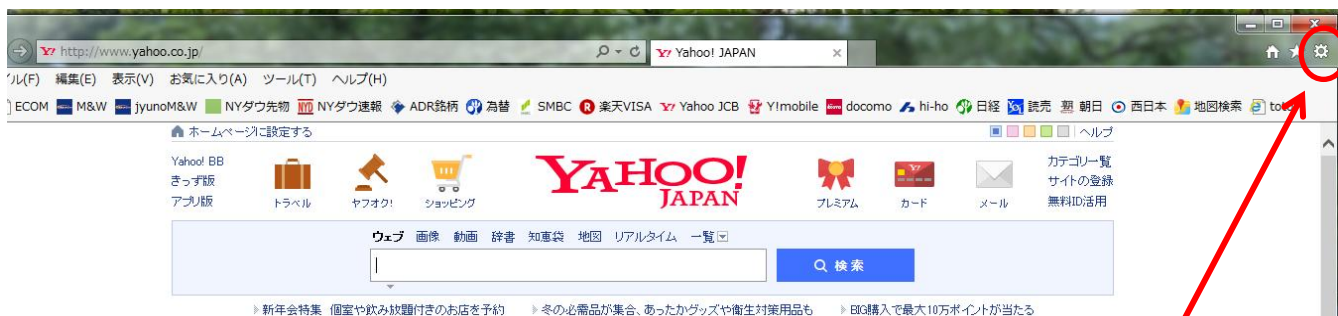 http://www.yahoo.co.jp/ Yahoo! JAPAN
イル(F) 編集(E) 表示(V) お気に入り(A) ツール(T) ヘルプ(H)
ECOM M&W jyunoM&W NYダウ先物 NYダウ速報 ADR銘柄 為替 SMBC 楽天VISA Yahoo JCB Y!mobile docomo hi-ho 日経 読売 朝日 西日本 地図検索
ホームページに設定する ヘルプ
Yahoo! BB
きっず版
アプリ版
トラベル ヤフオク! ショッピング
YAHOO!
JAPAN
プレミアム カード メール
カテゴリ一覧
サイトの登録
無料ID活用
ウェブ 画像 動画 辞書 知恵袋 地図 リアルタイム 一覧
検索
新年会特集 個室や飲み放題付きのお店を予約 冬の必需品が集合、あったかグッズや衛生対策用品も BIG購入で最大10万ポイントが当たる